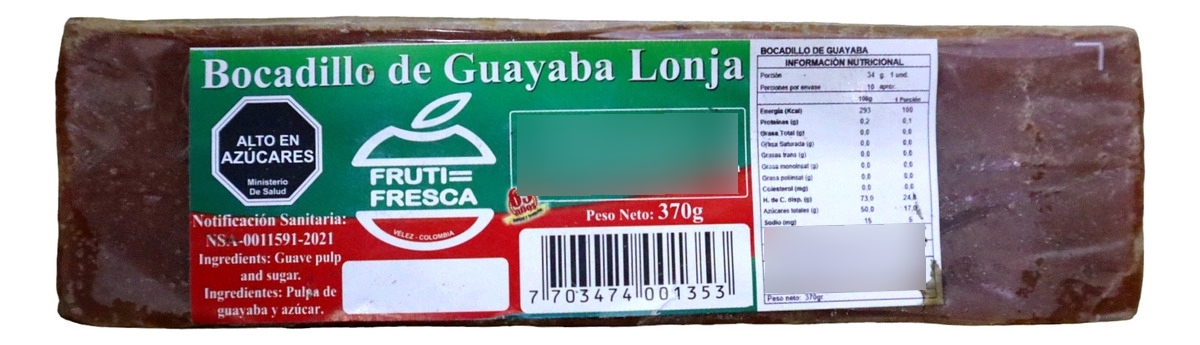 Bocadillo de Guayaba Lonja
ALTO EN
AZÚCARES
Ministerio
De Salud
FRUTI
FRESCA
VÉLEZ - COLOMBIA
años
Notificación Sanitaria:
NSA-0011591-2021
Ingredients: Guave pulp
and sugar.
Ingredientes: Pulpa de
guayaba y azúcar.
Peso Neto: 370g
7 703474 001353
BOCADILLO DE GUAYABA
INFORMACIÓN NUTRICIONAL
Porción 34 g. 1 und.
Porciones por envase 10 aprox.
100g 1 Porción
Energía (Kcal) 293 100
Proteínas (g) 0,2 0,1
Grasa Total (g) 0,0 0,0
Grasa Saturada (g) 0,0 0,0
Grasas trans (g) 0,0 0,0
Grasa monoinsat (g) 0,0 0,0
Grasa poliinsat (g) 0,0 0,0
Colesterol (mg) 0,0 0,0
H. de C. disp. (g) 73,0 24,8
Azúcares totales (g) 50,0 17,0
Sodio (mg) 15 5
Peso neto: 370gr